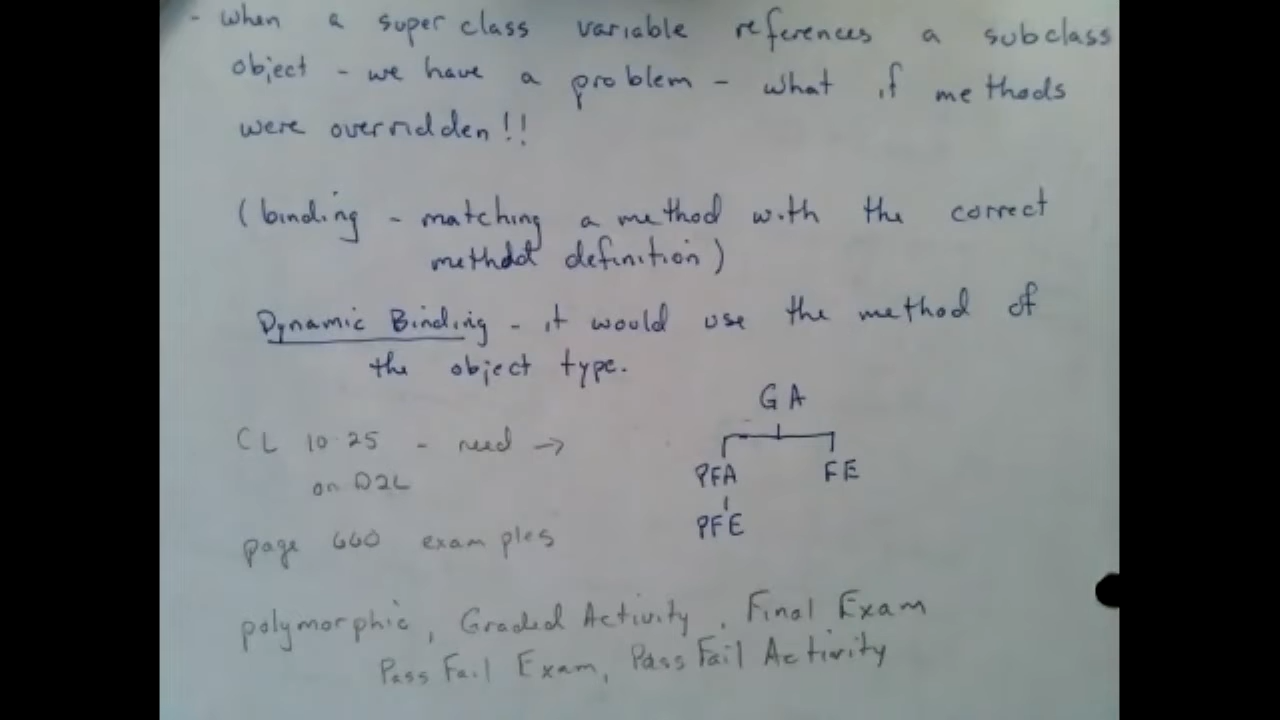 - when a super class variable references a subclass
object - we have a problem - what if methods
were overridden!!
(binding - matching a method with the correct
method definition)
Dynamic Binding - it would use the method of
the object type.
GA
CL 10.25 - need →
on D2L
PFA FE
PFE
page 660 examples
polymorphic, Graded Activity, Final Exam
Pass Fail Exam, Pass Fail Activity